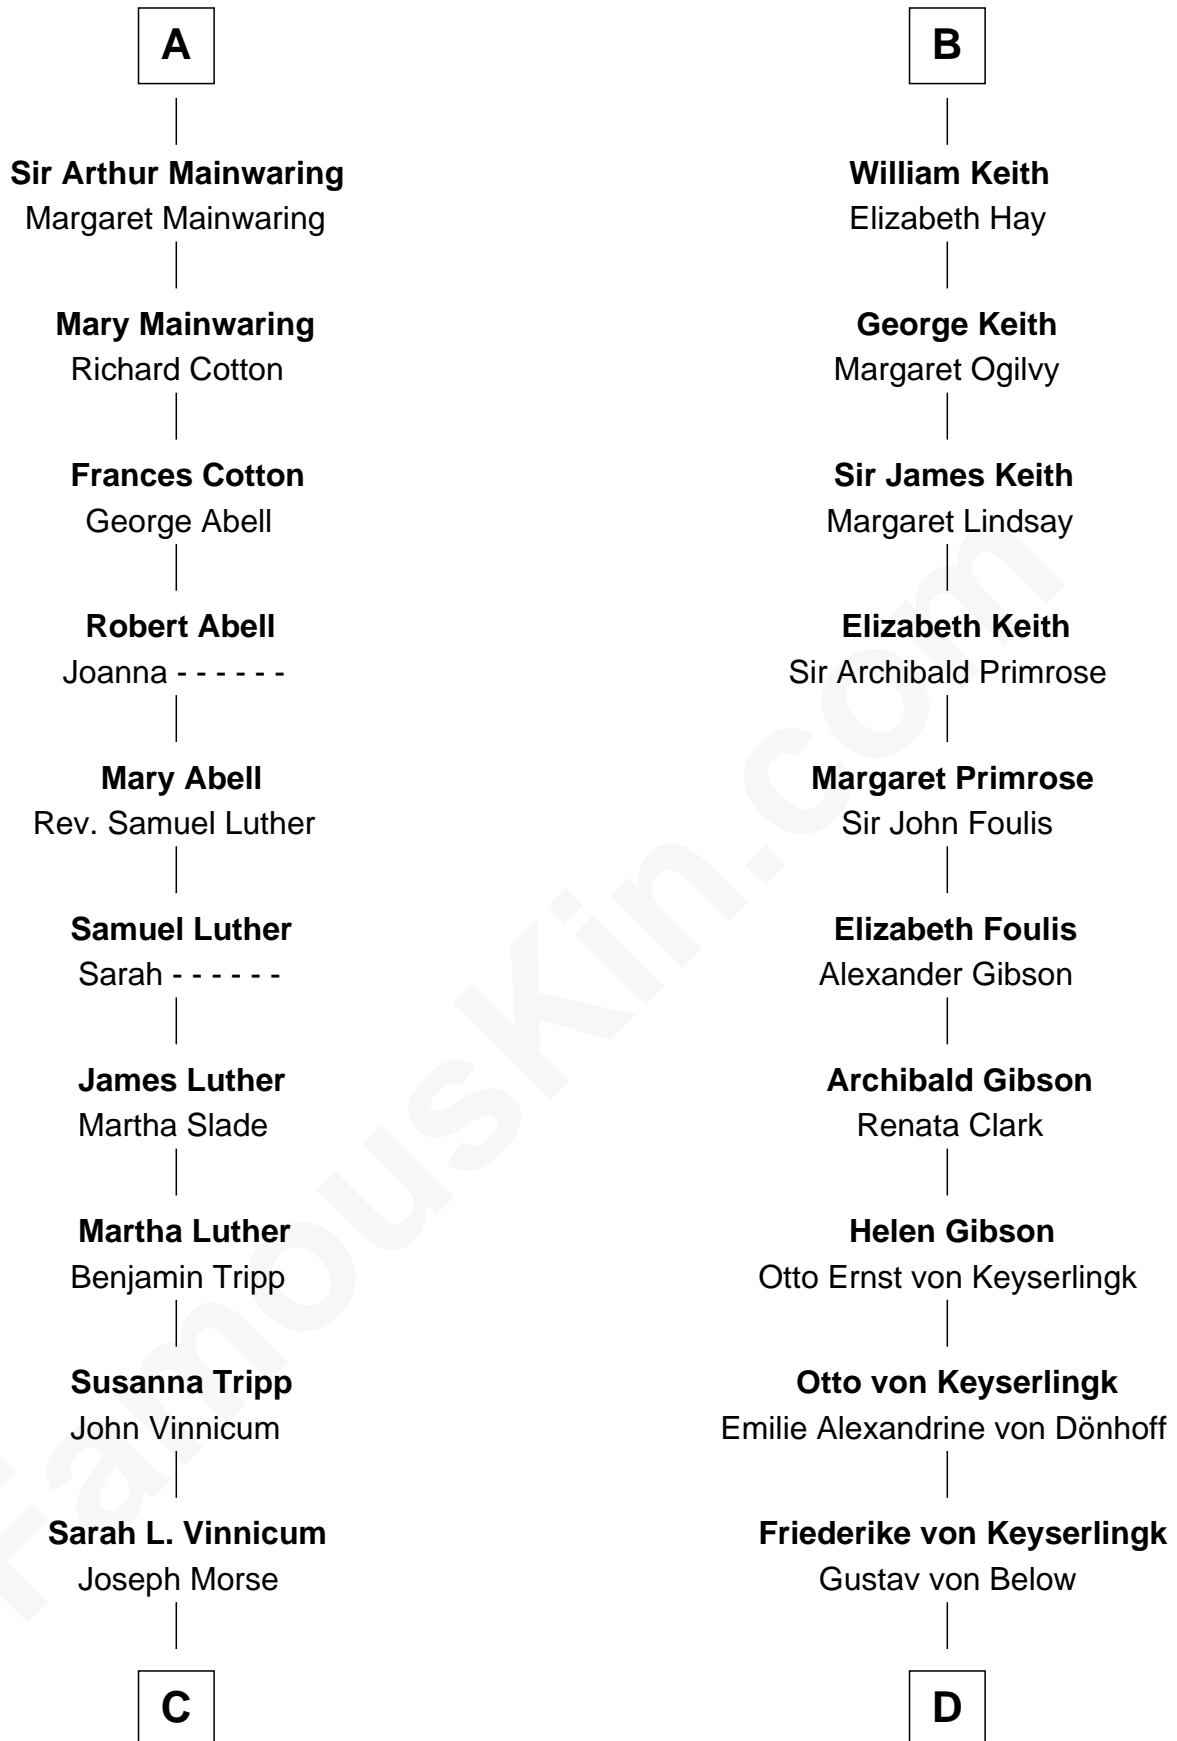 A
Sir Arthur Mainwaring
Margaret Mainwaring
Mary Mainwaring
Richard Cotton
Frances Cotton
George Abell
Robert Abell
Joanna - - - - - -
Mary Abell
Rev. Samuel Luther
Samuel Luther
Sarah - - - - - -
James Luther
Martha Slade
Martha Luther
Benjamin Tripp
Susanna Tripp
John Vinnicum
Sarah L. Vinnicum
Joseph Morse
C
B
William Keith
Elizabeth Hay
George Keith
Margaret Ogilvy
Sir James Keith
Margaret Lindsay
Elizabeth Keith
Sir Archibald Primrose
Margaret Primrose
Sir John Foulis
Elizabeth Foulis
Alexander Gibson
Archibald Gibson
Renata Clark
Helen Gibson
Otto Ernst von Keyserlingk
Otto von Keyserlingk
Emilie Alexandrine von Dönhoff
Friederike von Keyserlingk
Gustav von Below
D
FamousKin.com